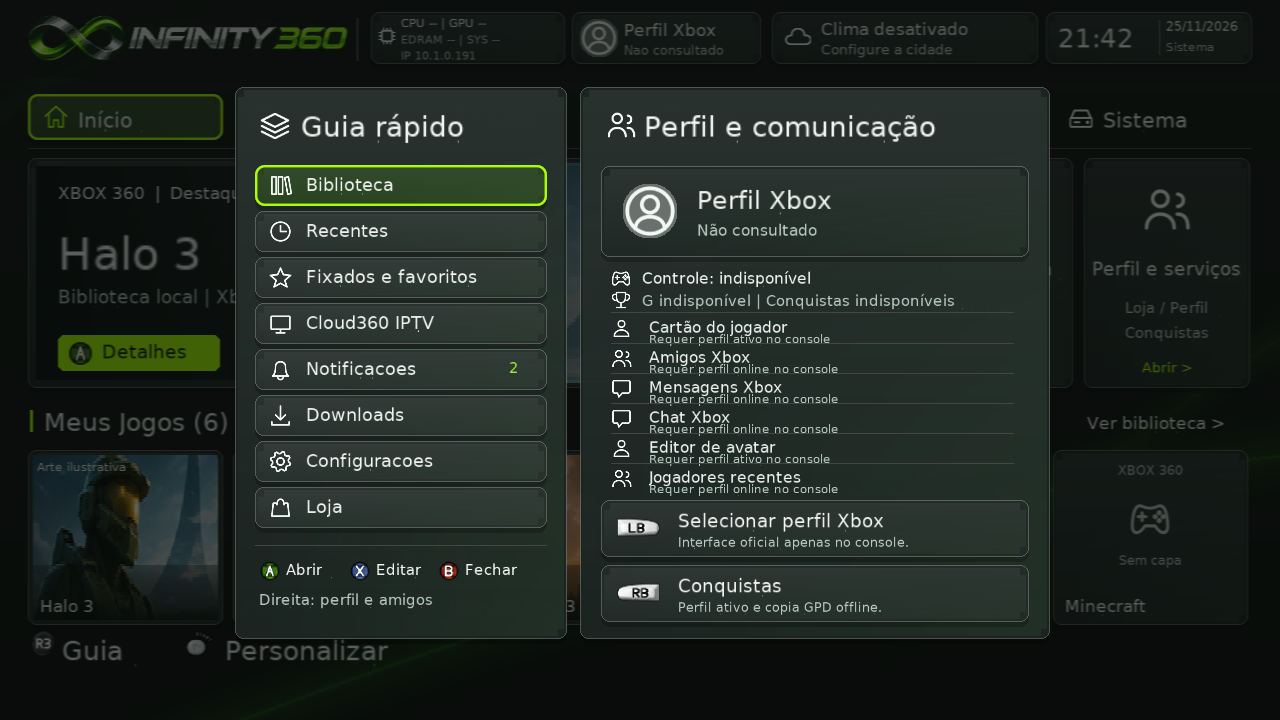 INFINITY 360
CPU -- | GPU --
EDRAM -- | SYS --
IP 10.1.0.191
Perfil Xbox
Nao consultado
Clima desativado
Configure a cidade
21:42
25/11/2026
Sistema
Início
Sistema
Guia rápido
Biblioteca
Recentes
Fixados e favoritos
Cloud360 IPTV
Notificacoes 2
Downloads
Configuracoes
Loja
A Abrir X Editar B Fechar
Direita: perfil e amigos
Perfil e comunicação
Perfil Xbox
Não consultado
Controle: indisponível
G indisponível | Conquistas indisponíveis
Cartão do jogador
Requer perfil ativo no console
Amigos Xbox
Requer perfil online no console
Mensagens Xbox
Requer perfil online no console
Chat Xbox
Requer perfil online no console
Editor de avatar
Requer perfil ativo no console
Jogadores recentes
Requer perfil online no console
LB Selecionar perfil Xbox
Interface oficial apenas no console.
RB Conquistas
Perfil ativo e copia GPD offline.
XBOX 360 | Destaqu
Halo 3
Biblioteca local | Xb
A Detalhes
Perfil e serviços
Loja / Perfil
Conquistas
Abrir >
Meus Jogos (6)
Ver biblioteca >
Arte ilustrativa
Halo 3
3
XBOX 360
Sem capa
Minecraft
R3 Guia
Personalizar